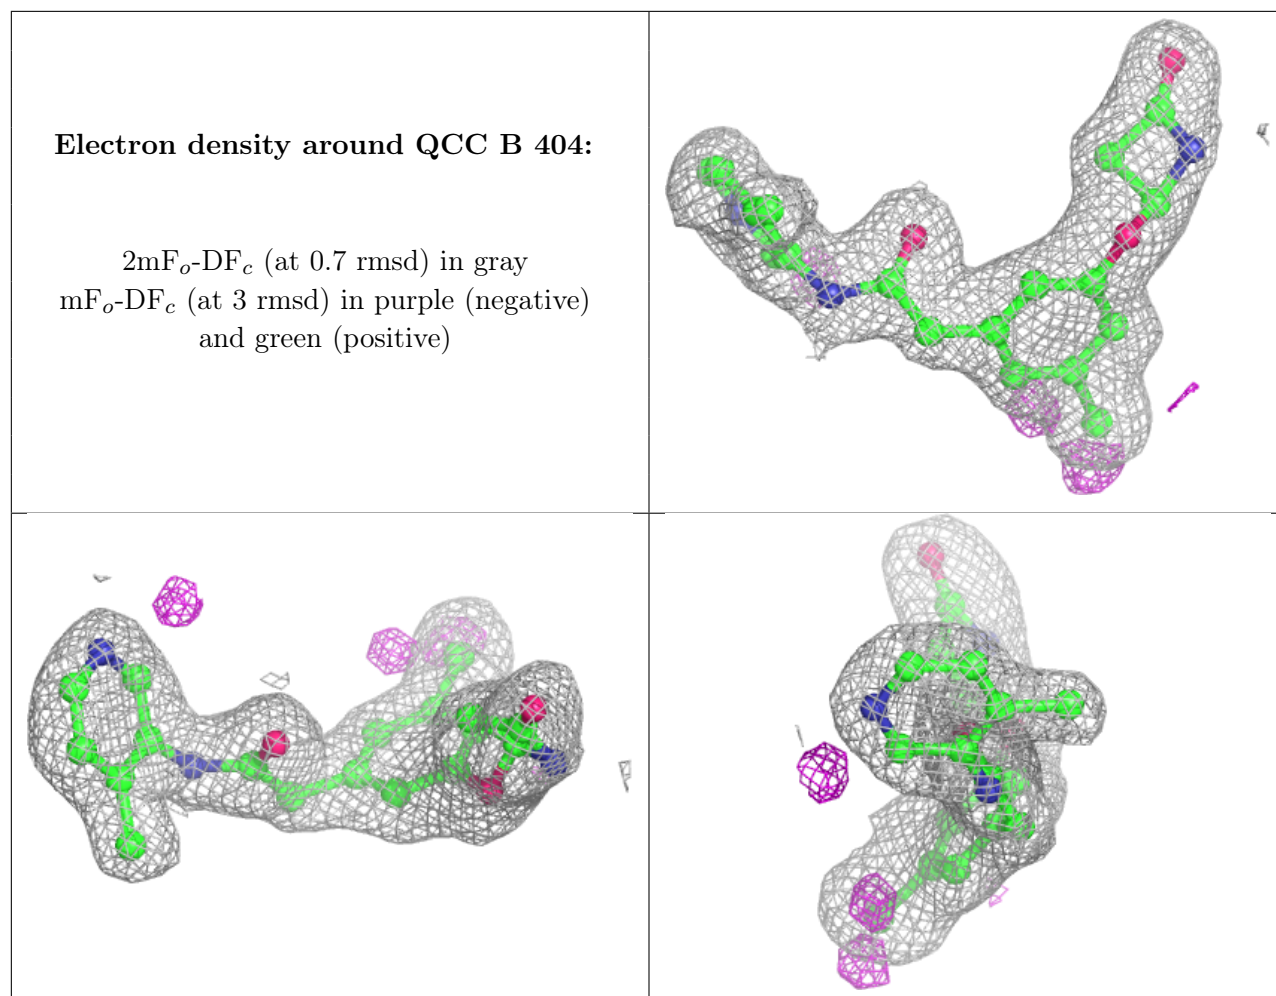 Electron density around QCC B 404:
2mFo-DFc (at 0.7 rmsd) in gray
mFo-DFc (at 3 rmsd) in purple (negative)
and green (positive)